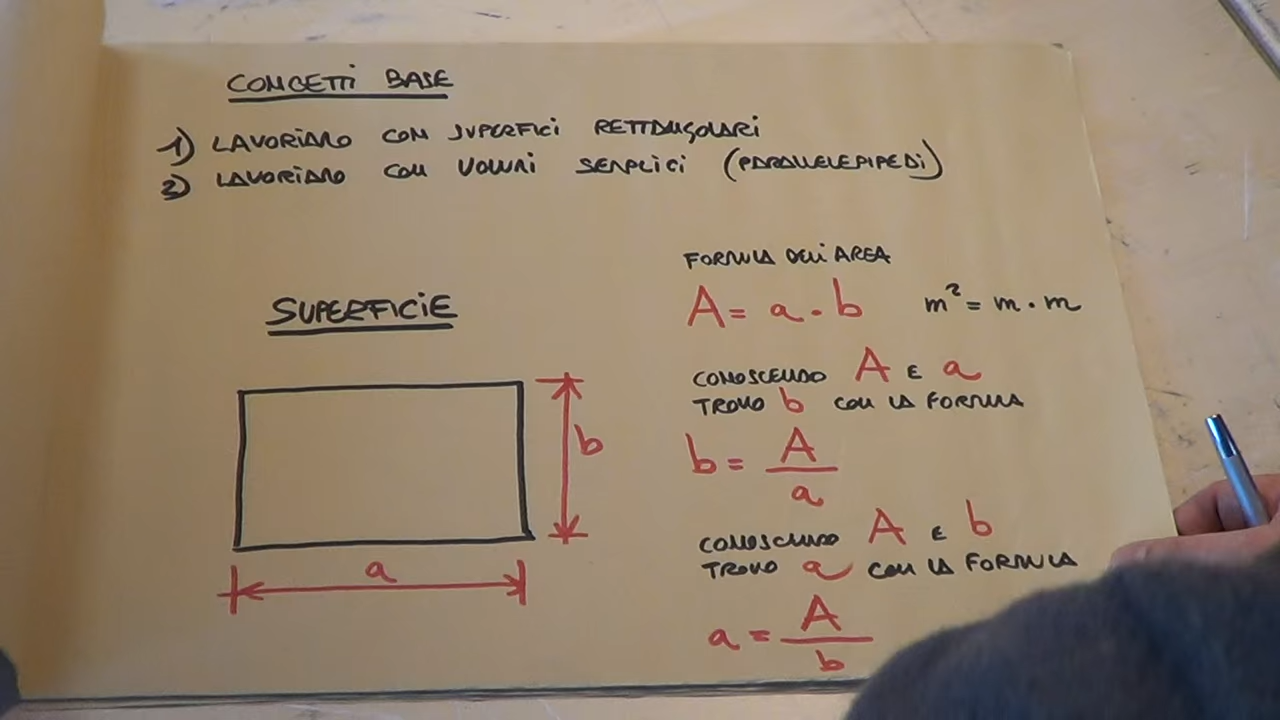 CONCETTI BASE
1) LAVORIAMO CON SUPERFICI RETTANGOLARI
2) LAVORIAMO CON VOLUMI SEMPLICI (PARALLELEPIPEDI)
SUPERFICIE
b
a
FORMULA DELL'AREA
A = a · b m² = m · m
CONOSCENDO A E a
TROVO b CON LA FORMULA
b = A / a
CONOSCENDO A E b
TROVO a CON LA FORMULA
a = A / b